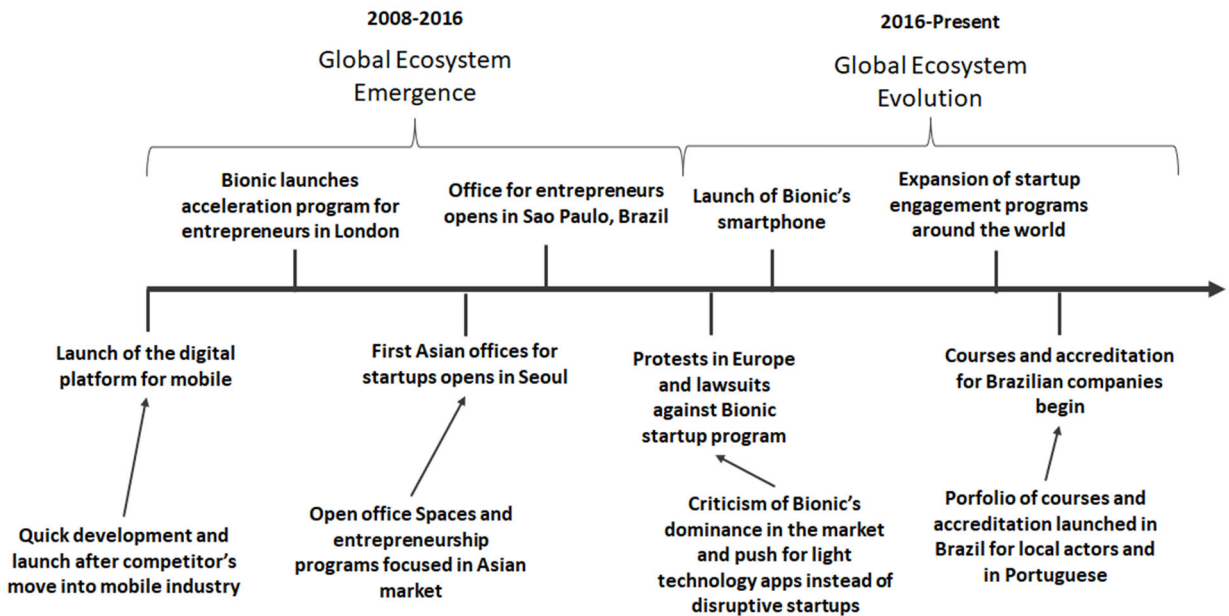 2008-2016
Global Ecosystem
Emergence
2016-Present
Global Ecosystem
Evolution
Bionic launches
acceleration program for
entrepreneurs in London
Office for entrepreneurs
opens in Sao Paulo, Brazil
Launch of Bionic's
smartphone
Expansion of startup
engagement programs
around the world
Launch of the digital
platform for mobile
First Asian offices for
startups opens in Seoul
Protests in Europe
and lawsuits
against Bionic
startup program
Courses and accreditation
for Brazilian companies
begin
Quick development and
launch after competitor's
move into mobile industry
Open office Spaces and
entrepreneurship
programs focused in Asian
market
Criticism of Bionic's
dominance in the market
and push for light
technology apps instead of
disruptive startups
Porfolio of courses and
accreditation launched in
Brazil for local actors and
in Portuguese